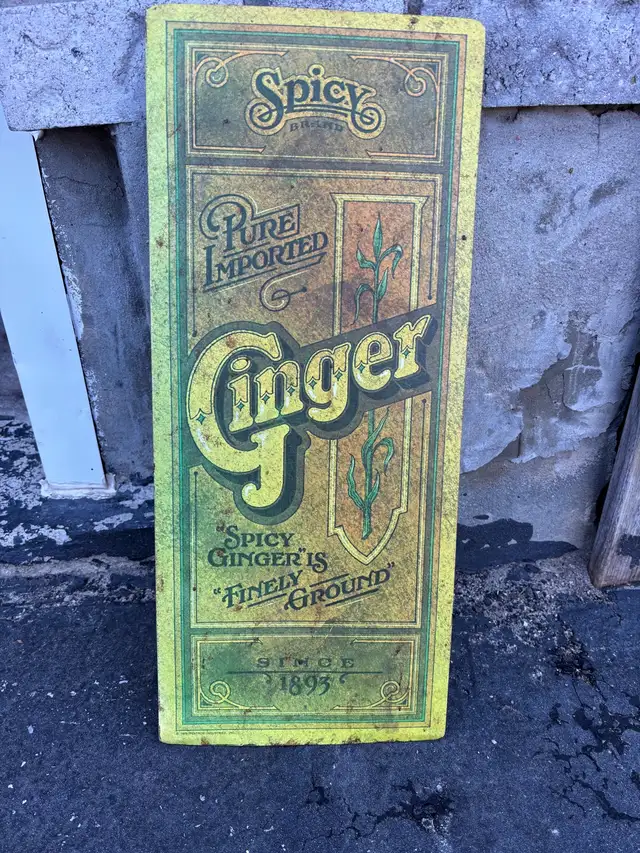 Spicy
BRAND
PURE
IMPORTED
Ginger
"SPICY
GINGER" IS
"FINELY
GROUND"
SINCE
1893